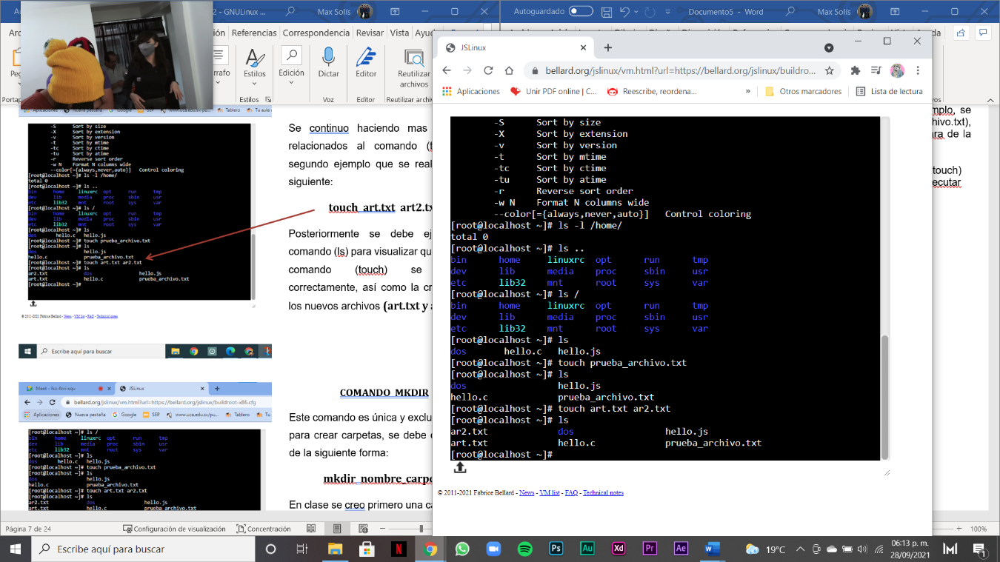 2 - GNULinux
Max Solís
Autoguardado
Documento5 - Word
Max Solís
Referencias
Correspondencia
Revisar
Vista
Ayud
Estilos
Edición
Dictar
Editor
Reutilizar
archivos
Estilos
Voz
Editor
Reutilizar archiv
JSLinux
bellard.org/jslinux/vm.html?url=https://bellard.org/jslinux/buildroo...
Aplicaciones
Unir PDF online | C...
Reescribe, reordena...
»
Otros marcadores
Lista de lectura
-S Sort by size
-X Sort by extension
-v Sort by version
-t Sort by mtime
-tc Sort by ctime
-tu Sort by atime
-r Reverse sort order
-w N Format N columns wide
--color[={always,never,auto}] Control coloring
[root@localhost ~]# ls -l /home/
total 0
[root@localhost ~]# ls ..
bin home linuxrc opt run tmp
dev lib media proc sbin usr
etc lib32 mnt root sys var
[root@localhost ~]# ls /
bin home linuxrc opt run tmp
dev lib media proc sbin usr
etc lib32 mnt root sys var
[root@localhost ~]# ls
dos hello.c hello.js
[root@localhost ~]# touch prueba_archivo.txt
[root@localhost ~]# ls
dos hello.js
hello.c prueba_archivo.txt
[root@localhost ~]# touch art.txt ar2.txt
[root@localhost ~]# ls
ar2.txt dos hello.js
art.txt hello.c prueba_archivo.txt
[root@localhost ~]#
© 2011-2021 Fabrice Bellard - News - VM list - FAQ - Technical notes
Escribe aquí para buscar
Se continuo haciendo mas
relacionados al comando (t
segundo ejemplo que se real
siguiente:
touch art.txt art2.tx
Posteriormente se debe ej
comando (ls) para visualizar qu
comando (touch) se
correctamente, así como la cr
los nuevos archivos (art.txt y a
COMANDO MKDIR
Este comando es única y exclu
para crear carpetas, se debe
de la siguiente forma:
mkdir nombre_carpe
En clase se creo primero una ca
Meet - fso-fzvi-squ
JSLinux
bellard.org/jslinux/vm.html?url=https://bellard.org/jslinux/buildroot-x86.cfg
Aplicaciones
Nueva pestaña
Google
SEP
www.uca.edu.sv/pu...
Tablero
Tu
[root@localhost ~]# ls /
bin home linuxrc opt run tmp
dev lib media proc sbin usr
etc lib32 mnt root sys var
[root@localhost ~]# ls
dos hello.c hello.js
[root@localhost ~]# touch prueba_archivo.txt
[root@localhost ~]# ls
dos hello.js
hello.c prueba_archivo.txt
[root@localhost ~]# touch art.txt ar2.txt
[root@localhost ~]# ls
ar2.txt dos hello.js
art.txt hello.c prueba_archivo.txt
-S Sort by size
-X Sort by extension
-v Sort by version
-t Sort by mtime
-tc Sort by ctime
-tu Sort by atime
-r Reverse sort order
-w N Format N columns wide
--color[={always,never,auto}] Control coloring
[root@localhost ~]# ls -l /home/
total 0
[root@localhost ~]# ls ..
bin home linuxrc opt run tmp
dev lib media proc sbin usr
etc lib32 mnt root sys var
[root@localhost ~]# ls /
bin home linuxrc opt run tmp
dev lib media proc sbin usr
etc lib32 mnt root sys var
[root@localhost ~]# ls
dos hello.c hello.js
[root@localhost ~]# touch prueba_archivo.txt
[root@localhost ~]# ls
dos hello.js
hello.c prueba_archivo.txt
[root@localhost ~]# touch art.txt ar2.txt
[root@localhost ~]# ls
ar2.txt dos hello.js
art.txt hello.c prueba_archivo.txt
[root@localhost ~]#
© 2011-2021 Fabrice Bellard - News - VM list - FAQ - Technical notes
mplo, se
hivo.txt),
ara de la
touch)
ecutar
Página 7 de 24
Configuración de visualización
Concentración
100%
Escribe aquí para buscar
19°C
06:13 p. m.
28/09/2021